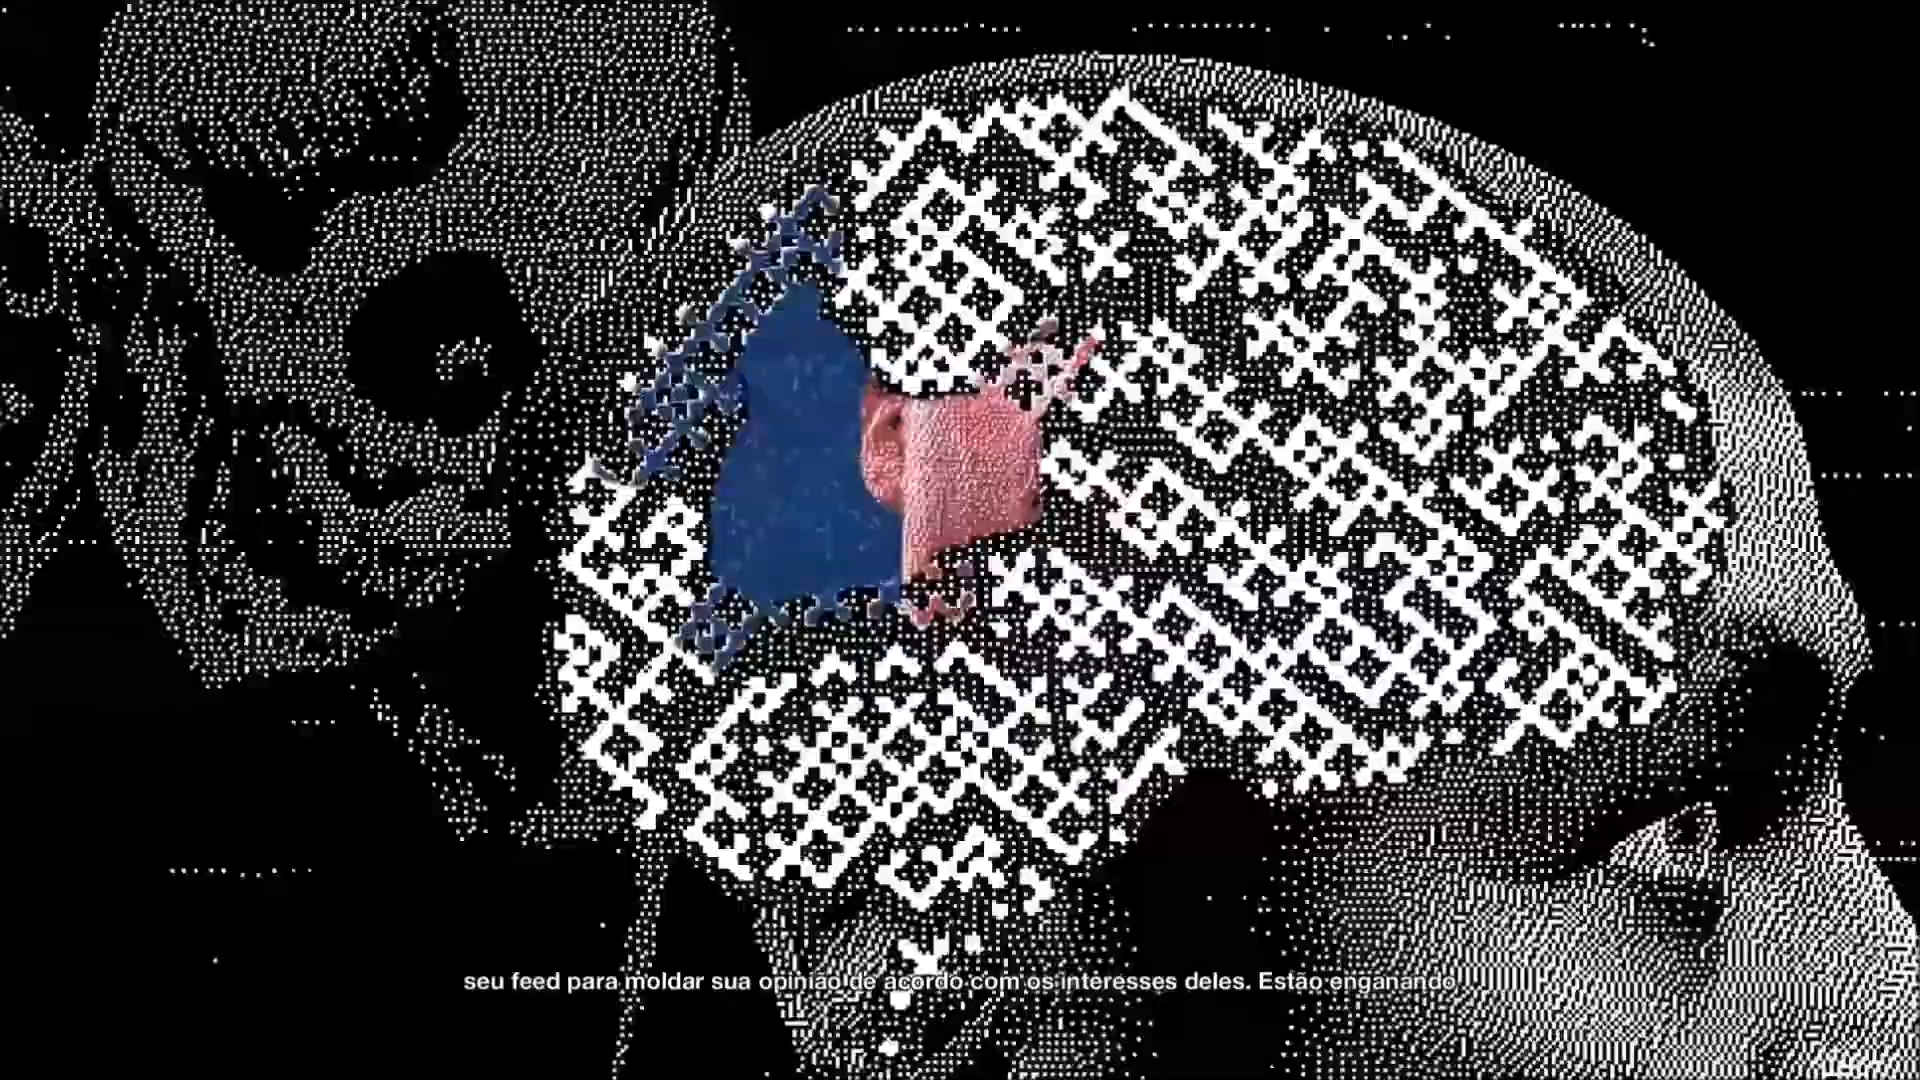 seu feed para moldar sua opinião de acordo com os interesses deles. Estão enganando